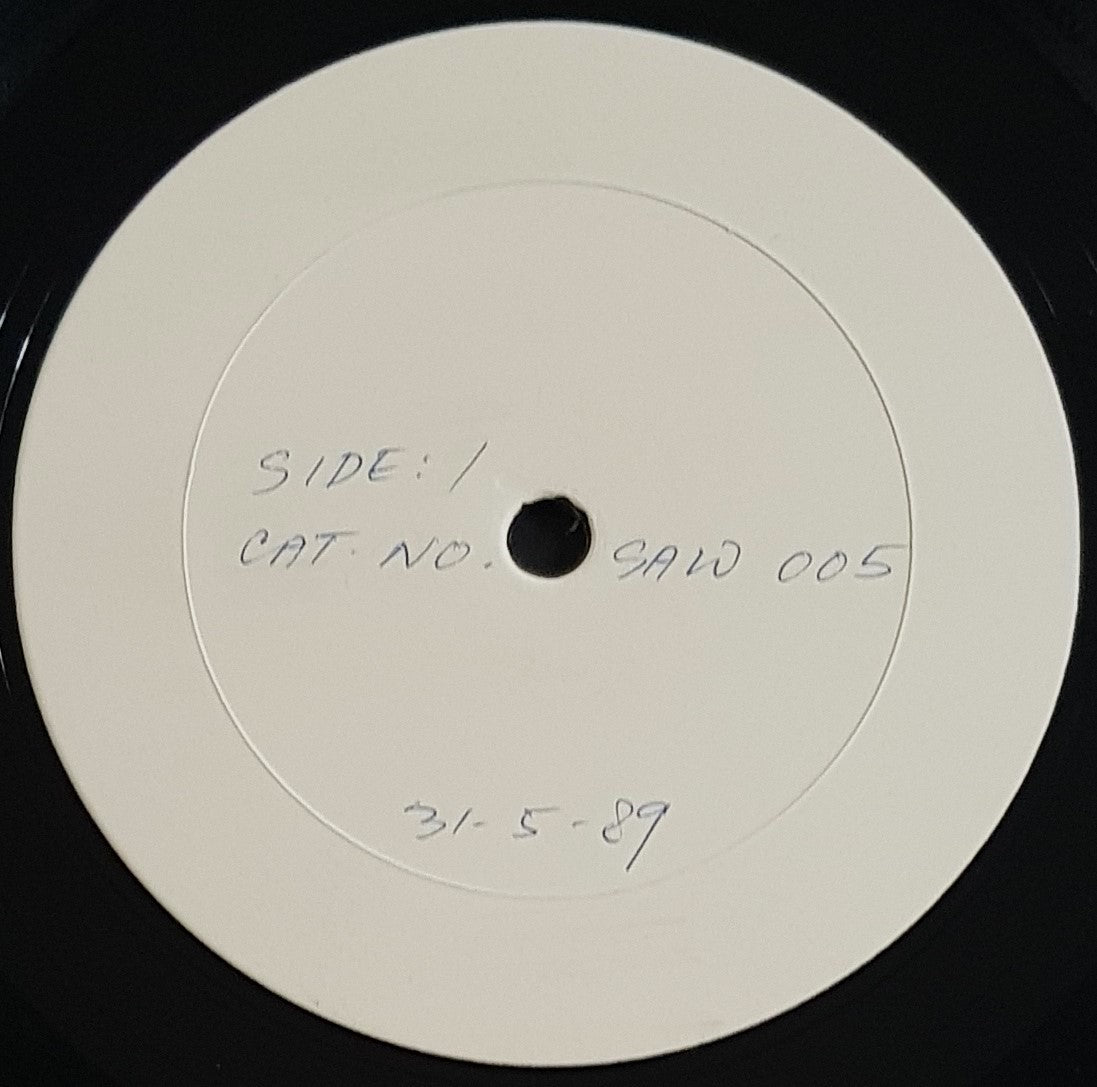 SIDE: 1
CAT. NO. SAW 005
31-5-89